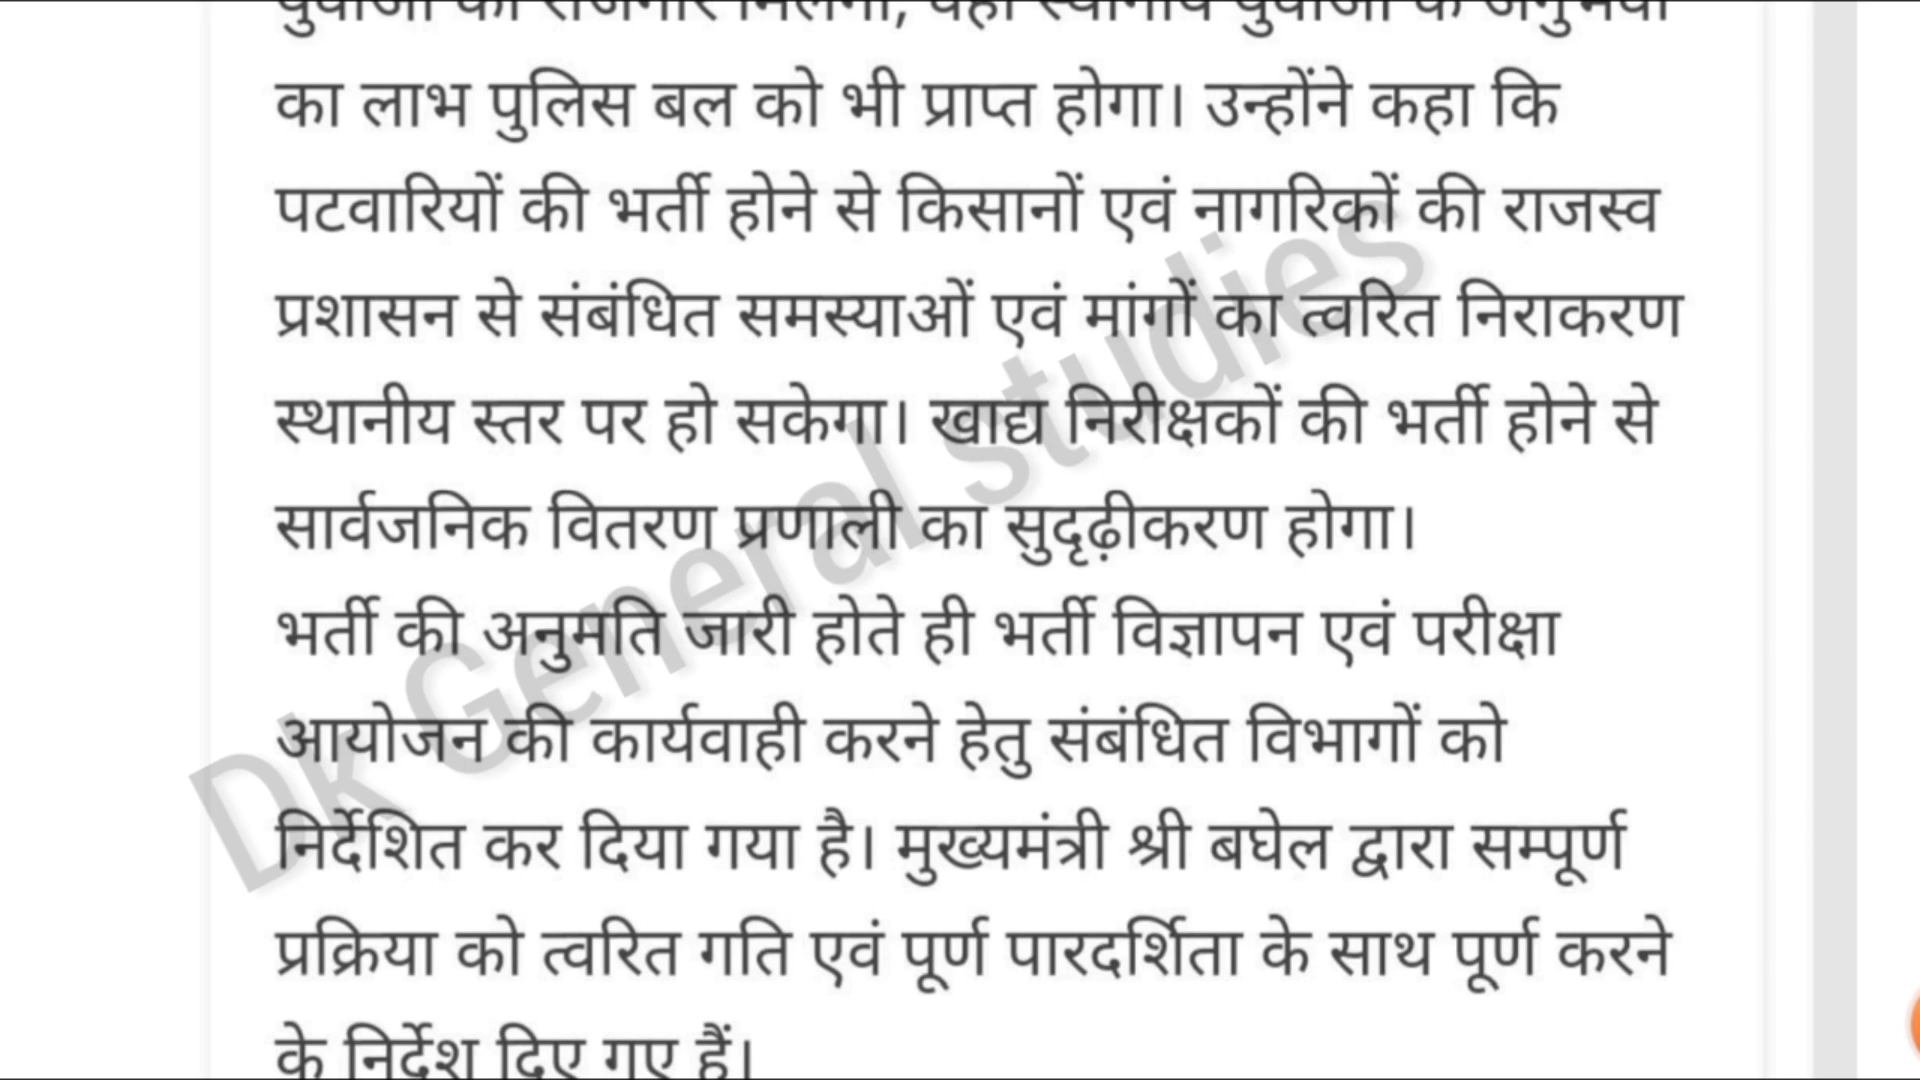 का लाभ पुलिस बल को भी प्राप्त होगा। उन्होंने कहा कि
पटवारियों की भर्ती होने से किसानों एवं नागरिकों की राजस्व
प्रशासन से संबंधित समस्याओं एवं मांगों का त्वरित निराकरण
स्थानीय स्तर पर हो सकेगा। खाद्य निरीक्षकों की भर्ती होने से
सार्वजनिक वितरण प्रणाली का सुदृढ़ीकरण होगा।
भर्ती की अनुमति जारी होते ही भर्ती विज्ञापन एवं परीक्षा
आयोजन की कार्यवाही करने हेतु संबंधित विभागों को
निर्देशित कर दिया गया है। मुख्यमंत्री श्री बघेल द्वारा सम्पूर्ण
प्रक्रिया को त्वरित गति एवं पूर्ण पारदर्शिता के साथ पूर्ण करने
के निर्देश दिए गए हैं।
Dk General studies